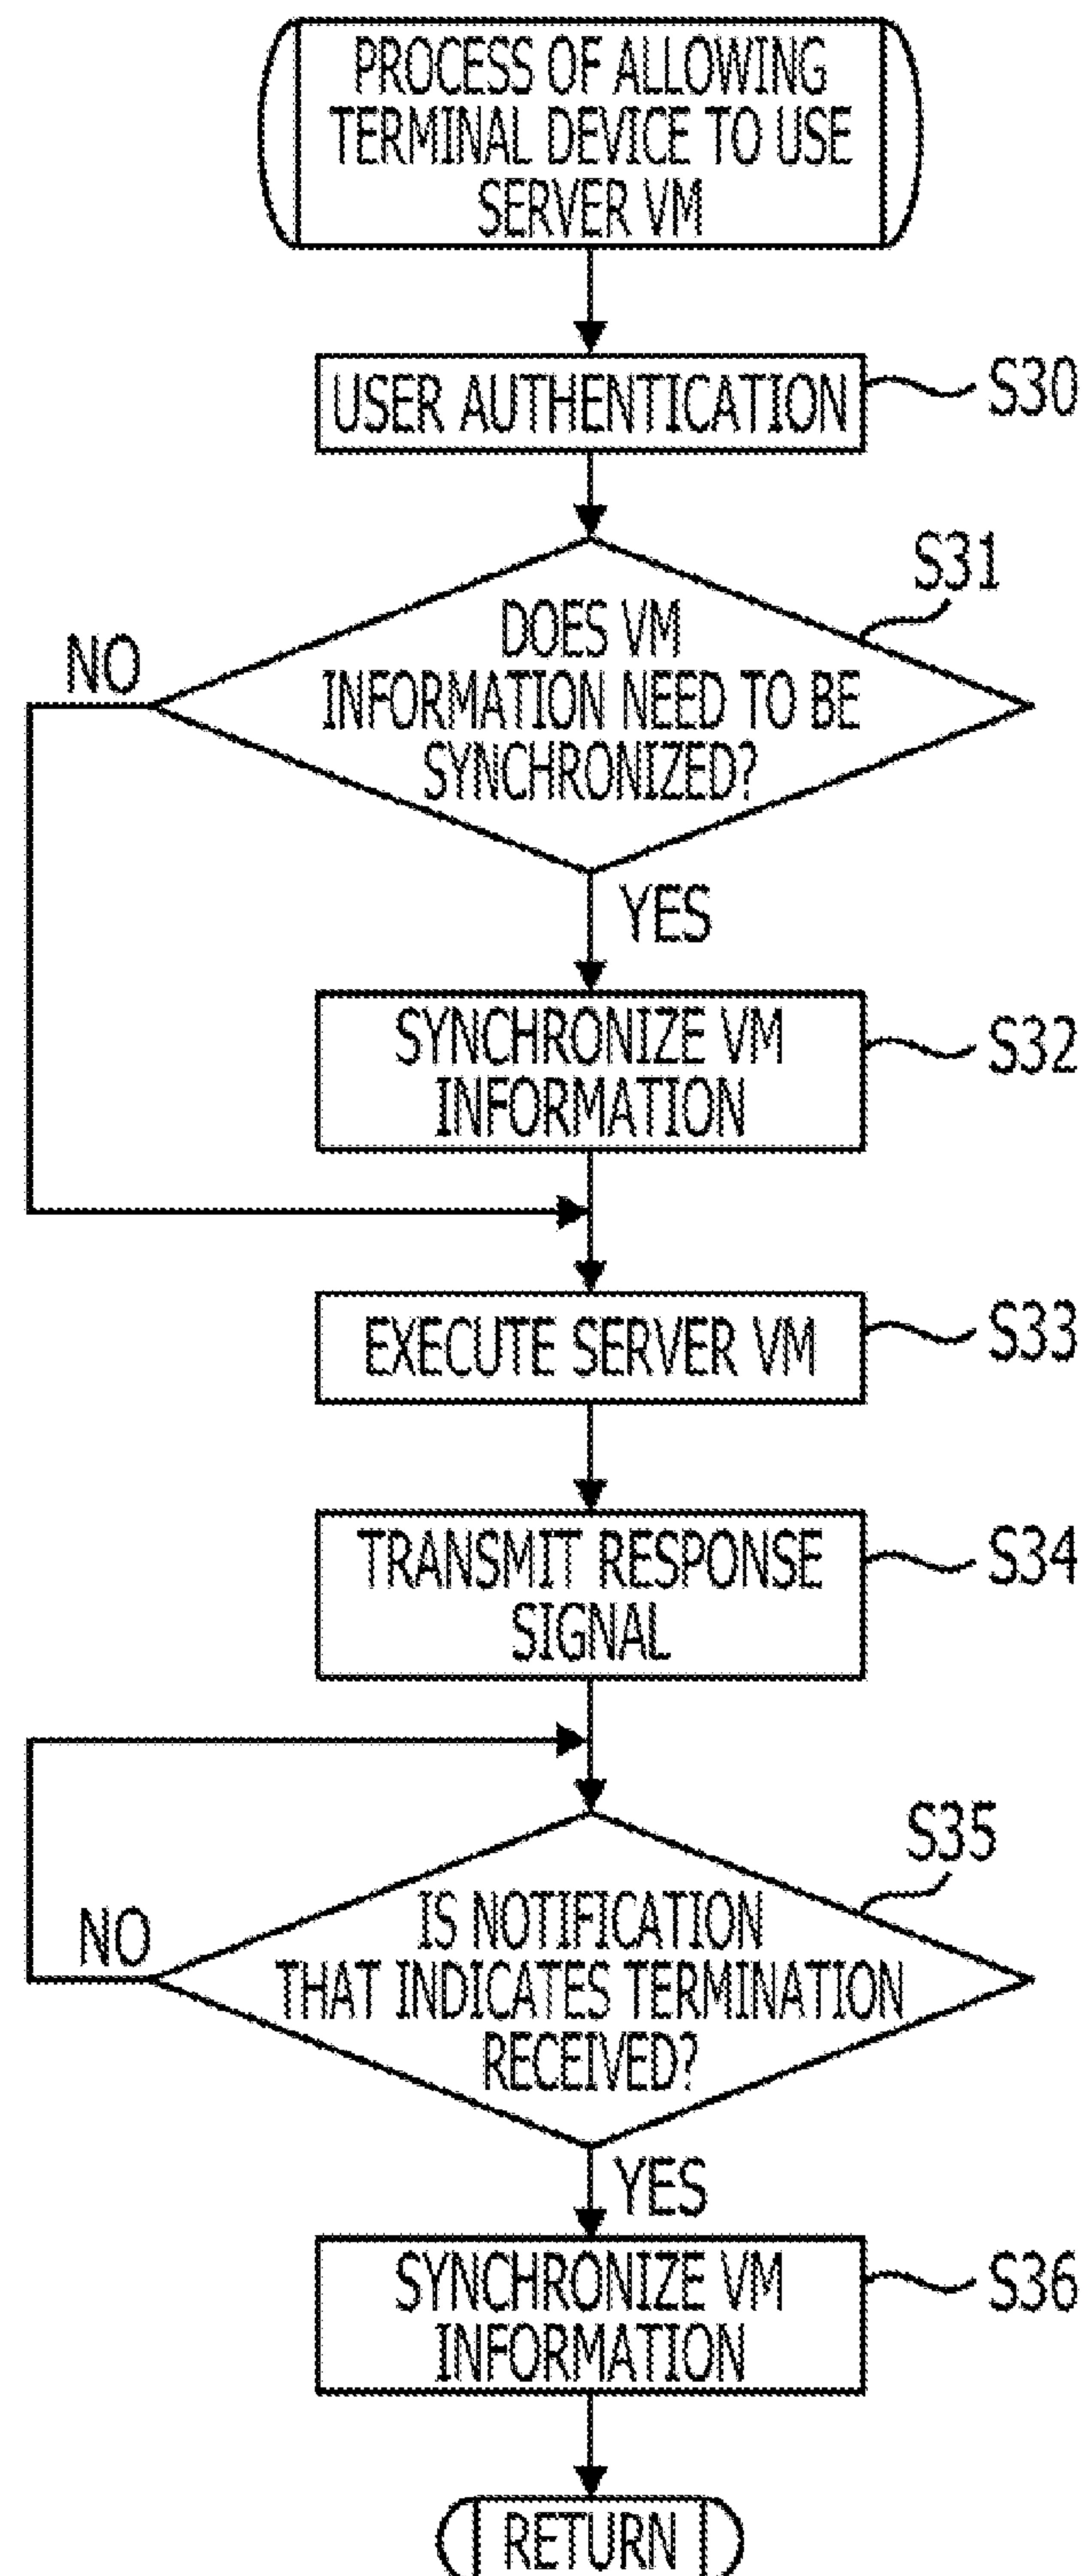 PROCESS OF ALLOWING
TERMINAL DEVICE TO USE
SERVER VM
USER AUTHENTICATION
S30
S31
DOES VM
INFORMATION NEED TO BE
SYNCHRONIZED?
NO
YES
SYNCHRONIZE VM
INFORMATION
S32
EXECUTE SERVER VM
S33
TRANSMIT RESPONSE
SIGNAL
S34
S35
IS NOTIFICATION
THAT INDICATES TERMINATION
RECEIVED?
NO
YES
SYNCHRONIZE VM
INFORMATION
S36
RETURN